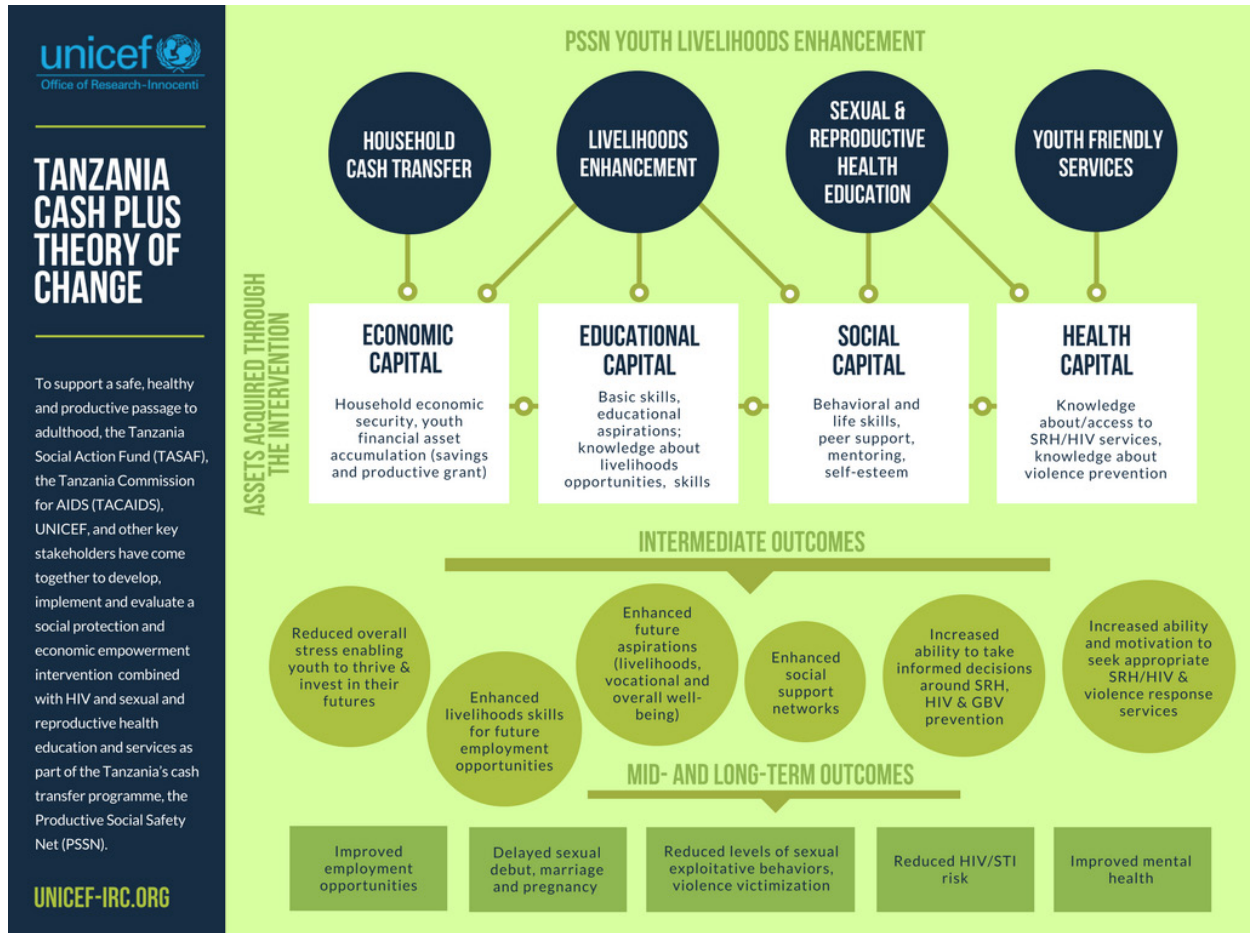 unicef
Office of Research-Innocenti
TANZANIA
CASH PLUS
THEORY OF
CHANGE
To support a safe, healthy
and productive passage to
adulthood, the Tanzania
Social Action Fund (TASAF),
the Tanzania Commission
for AIDS (TACAIDS),
UNICEF, and other key
stakeholders have come
together to develop,
implement and evaluate a
social protection and
economic empowerment
intervention combined
with HIV and sexual and
reproductive health
education and services as
part of the Tanzania's cash
transfer programme, the
Productive Social Safety
Net (PSSN).
UNICEF-IRC.ORG
PSSN YOUTH LIVELIHOODS ENHANCEMENT
HOUSEHOLD
CASH TRANSFER
LIVELIHOODS
ENHANCEMENT
SEXUAL &
REPRODUCTIVE
HEALTH
EDUCATION
YOUTH FRIENDLY
SERVICES
ASSETS ACQUIRED THROUGH
THE INTERVENTION
ECONOMIC
CAPITAL
Household economic
security, youth
financial asset
accumulation (savings
and productive grant)
EDUCATIONAL
CAPITAL
Basic skills,
educational
aspirations;
knowledge about
livelihoods
opportunities, skills
SOCIAL
CAPITAL
Behavioral and
life skills,
peer support,
mentoring,
self-esteem
HEALTH
CAPITAL
Knowledge
about/access to
SRH/HIV services,
knowledge about
violence prevention
INTERMEDIATE OUTCOMES
Reduced overall
stress enabling
youth to thrive &
invest in their
futures
Enhanced
livelihoods skills
for future
employment
opportunities
Enhanced
future
aspirations
(livelihoods,
vocational and
overall well-
being)
Enhanced
social
support
networks
Increased
ability to take
informed decisions
around SRH,
HIV & GBV
prevention
Increased ability
and motivation to
seek appropriate
SRH/HIV &
violence response
services
MID- AND LONG-TERM OUTCOMES
Improved
employment
opportunities
Delayed sexual
debut, marriage
and pregnancy
Reduced levels of sexual
exploitative behaviors,
violence victimization
Reduced HIV/STI
risk
Improved mental
health